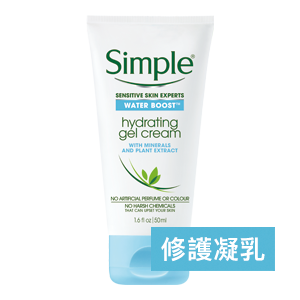 Simple
SENSITIVE SKIN EXPERTS
WATER BOOST™
hydrating
gel cream
WITH MINERALS
AND PLANT EXTRACT
NO ARTIFICIAL PERFUME OR COLOUR
NO HARSH CHEMICALS
THAT CAN UPSET YOUR SKIN
1.6 fl oz | 50ml
修護凝乳